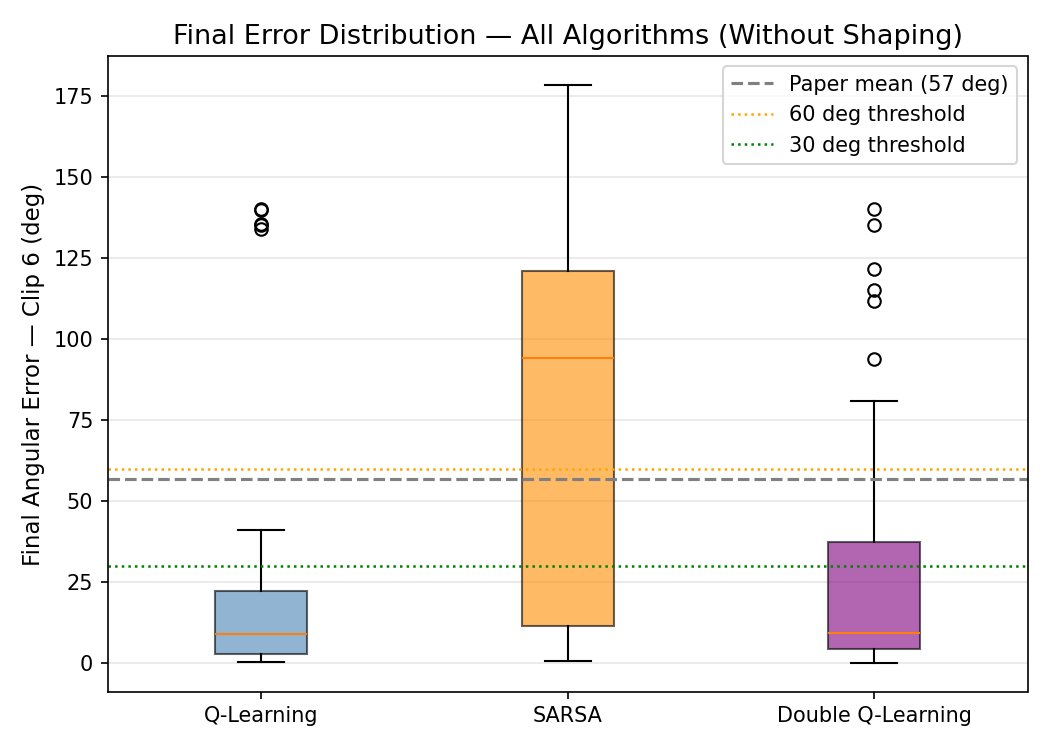 Final Error Distribution — All Algorithms (Without Shaping)
Paper mean (57 deg)
60 deg threshold
30 deg threshold
Final Angular Error — Clip 6 (deg)
175
150
125
100
75
50
25
0
Q-Learning
SARSA
Double Q-Learning